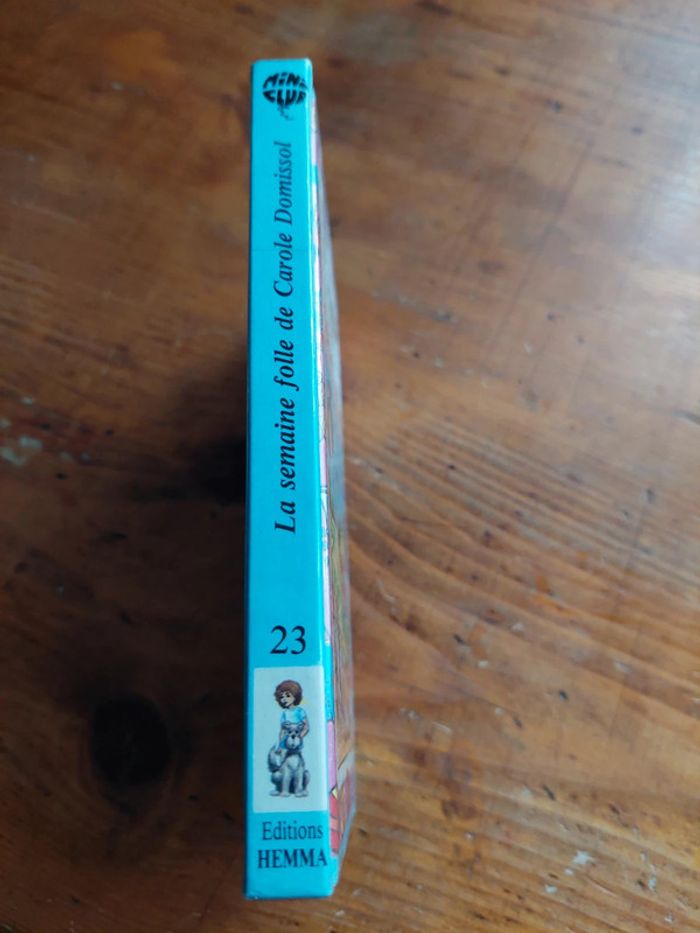 MINI
CLUB
La semaine folle de Carole Domissol
23
Editions
HEMMA